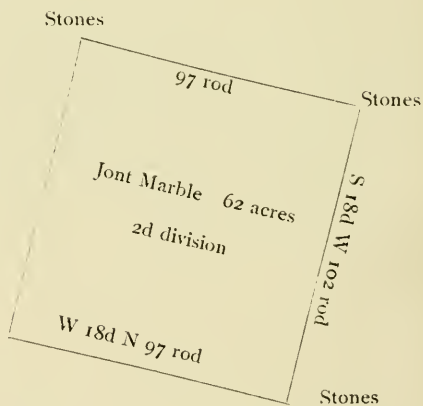 Stones
97 rod
Stones
Jont Marble 62 acres
2d division
S 18d W 102 rod
W 18d N 97 rod
Stones